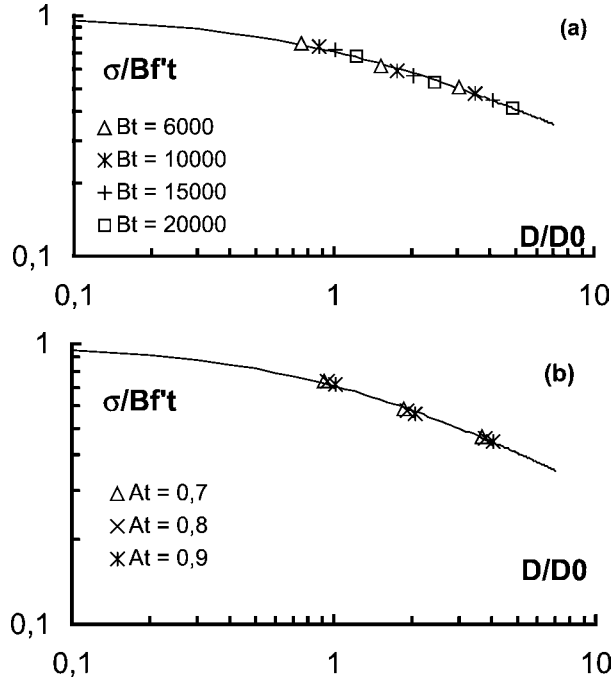 1
(a)
σ/Bf't
Bt = 6000
Bt = 10000
Bt = 15000
Bt = 20000
D/D0
0,1
0,1
1
10
1
(b)
σ/Bf't
At = 0,7
At = 0,8
At = 0,9
D/D0
0,1
0,1
1
10